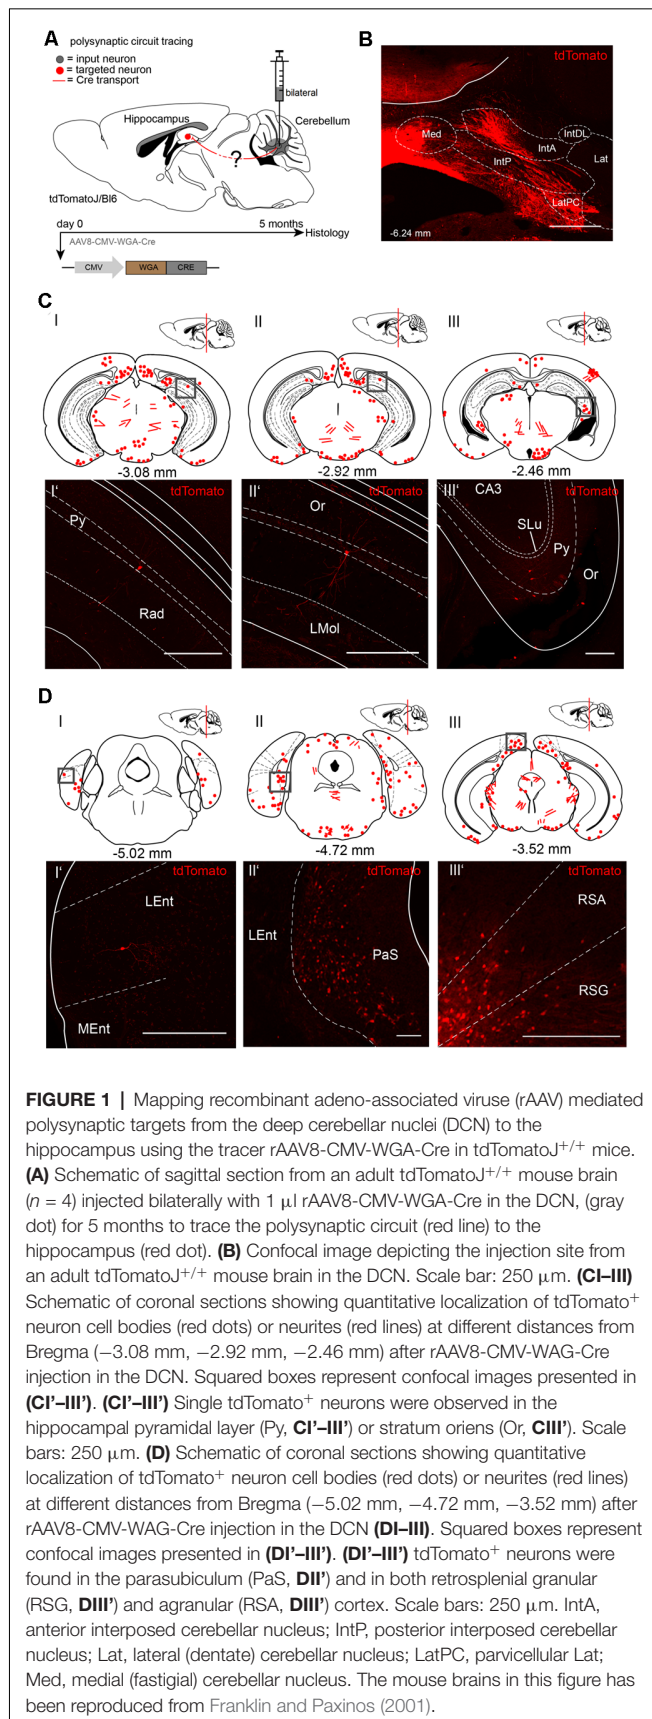 A
polysynaptic circuit tracing
= input neuron
= targeted neuron
= Cre transport
bilateral
Hippocampus
Cerebellum
?
tdTomatoJ/Bl6
day 0
5 months
Histology
AAV8-CMV-WGA-Cre
CMV
WGA
CRE
B
tdTomato
Med
IntDL
IntA
Lat
IntP
LatPC
-6.24 mm
C
I
II
III
-3.08 mm
-2.92 mm
-2.46 mm
I'
tdTomato
Py
Rad
II'
tdTomato
Or
LMol
III'
tdTomato
CA3
SLu
Py
Or
D
I
II
III
-5.02 mm
-4.72 mm
-3.52 mm
I'
tdTomato
LEnt
MEnt
II'
tdTomato
LEnt
PaS
III'
tdTomato
RSA
RSG
FIGURE 1 | Mapping recombinant adeno-associated viruse (rAAV) mediated
polysynaptic targets from the deep cerebellar nuclei (DCN) to the
hippocampus using the tracer rAAV8-CMV-WGA-Cre in tdTomatoJ+/+ mice.
(A) Schematic of sagittal section from an adult tdTomatoJ+/+ mouse brain
(n = 4) injected bilaterally with 1 µl rAAV8-CMV-WGA-Cre in the DCN, (gray
dot) for 5 months to trace the polysynaptic circuit (red line) to the
hippocampus (red dot). (B) Confocal image depicting the injection site from
an adult tdTomatoJ+/+ mouse brain in the DCN. Scale bar: 250 µm. (CI–III)
Schematic of coronal sections showing quantitative localization of tdTomato+
neuron cell bodies (red dots) or neurites (red lines) at different distances from
Bregma (−3.08 mm, −2.92 mm, −2.46 mm) after rAAV8-CMV-WAG-Cre
injection in the DCN. Squared boxes represent confocal images presented in
(CI'–III'). (CI'–III') Single tdTomato+ neurons were observed in the
hippocampal pyramidal layer (Py, CI'–III') or stratum oriens (Or, CIII'). Scale
bars: 250 µm. (D) Schematic of coronal sections showing quantitative
localization of tdTomato+ neuron cell bodies (red dots) or neurites (red lines)
at different distances from Bregma (−5.02 mm, −4.72 mm, −3.52 mm) after
rAAV8-CMV-WAG-Cre injection in the DCN (DI–III). Squared boxes represent
confocal images presented in (DI'–III'). (DI'–III') tdTomato+ neurons were
found in the parasubiculum (PaS, DII') and in both retrosplenial granular
(RSG, DIII') and agranular (RSA, DIII') cortex. Scale bars: 250 µm. IntA,
anterior interposed cerebellar nucleus; IntP, posterior interposed cerebellar
nucleus; Lat, lateral (dentate) cerebellar nucleus; LatPC, parvicellular Lat;
Med, medial (fastigial) cerebellar nucleus. The mouse brains in this figure has
been reproduced from Franklin and Paxinos (2001).